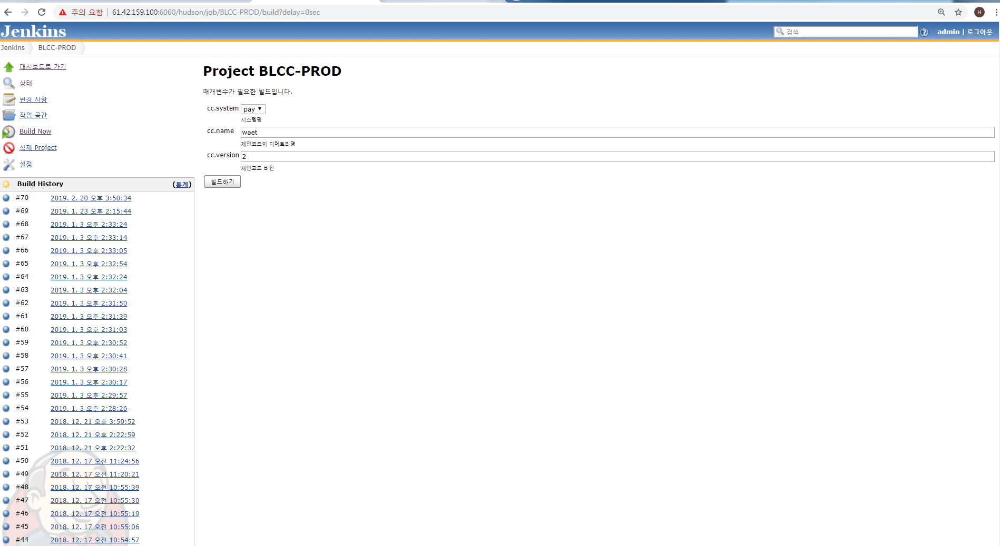 주의 요함 61.42.159.100:6060/hudson/job/BLCC-PROD/build?delay=0sec H
Jenkins 검색 ? admin | 로그아웃
Jenkins BLCC-PROD
대시보드로 가기
상태
변경 사항
작업 공간
Build Now
삭제 Project
설정
Project BLCC-PROD
매개변수가 필요한 빌드입니다.
cc.system pay
시스템명
cc.name waet
체인코드의 디렉토리명
cc.version 2
체인코드 버전
빌드하기
Build History (통계)
#70 2019. 2. 20 오후 3:50:34
#69 2019. 1. 23 오후 2:15:44
#68 2019. 1. 3 오후 2:33:24
#67 2019. 1. 3 오후 2:33:14
#66 2019. 1. 3 오후 2:33:05
#65 2019. 1. 3 오후 2:32:54
#64 2019. 1. 3 오후 2:32:24
#63 2019. 1. 3 오후 2:32:04
#62 2019. 1. 3 오후 2:31:50
#61 2019. 1. 3 오후 2:31:39
#60 2019. 1. 3 오후 2:31:03
#59 2019. 1. 3 오후 2:30:52
#58 2019. 1. 3 오후 2:30:41
#57 2019. 1. 3 오후 2:30:28
#56 2019. 1. 3 오후 2:30:17
#55 2019. 1. 3 오후 2:29:57
#54 2019. 1. 3 오후 2:28:26
#53 2018. 12. 21 오후 3:59:52
#52 2018. 12. 21 오후 2:22:59
#51 2018. 12. 21 오후 2:22:32
#50 2018. 12. 17 오전 11:24:56
#49 2018. 12. 17 오전 11:20:21
#48 2018. 12. 17 오전 10:55:39
#47 2018. 12. 17 오전 10:55:30
#46 2018. 12. 17 오전 10:55:19
#45 2018. 12. 17 오전 10:55:06
#44 2018. 12. 17 오전 10:54:57